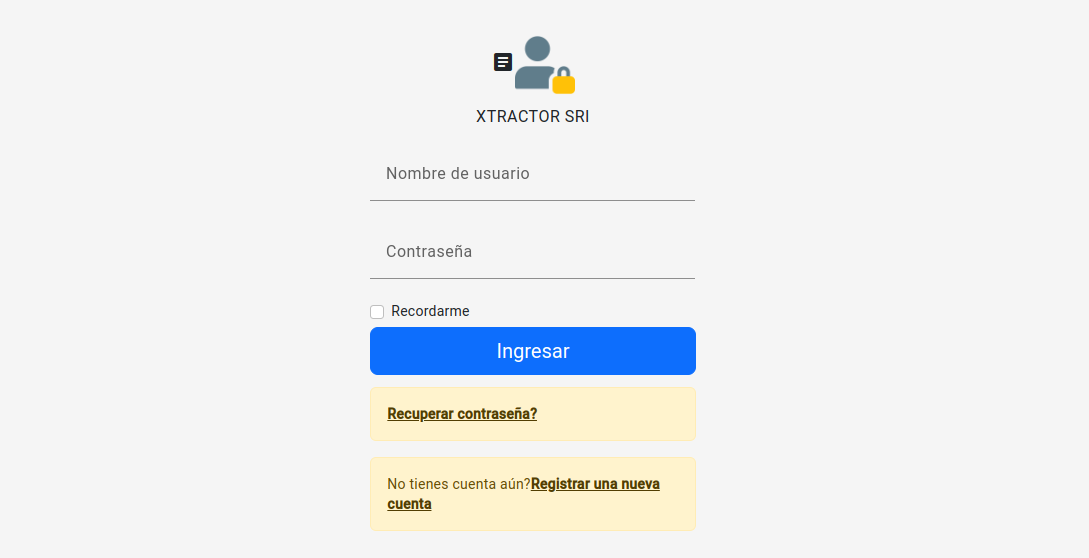 XTRACTOR SRI
Nombre de usuario
Contraseña
Recordarme
Ingresar
Recuperar contraseña?
No tienes cuenta aún?Registrar una nueva
cuenta